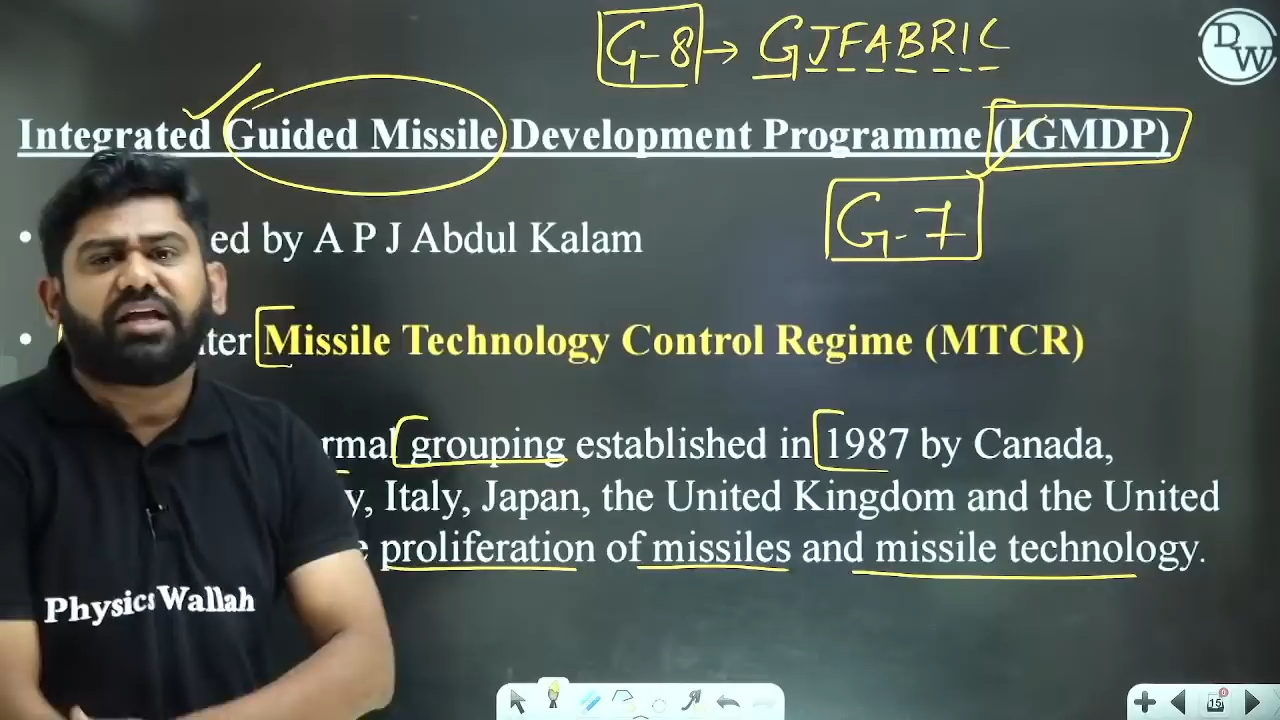 G-8 → GJFABRIC
DW
Integrated Guided Missile Development Programme (IGMDP)
G-7
• ed by A P J Abdul Kalam
• Missile Technology Control Regime (MTCR)
grouping established in 1987 by Canada,
Italy, Japan, the United Kingdom and the United
proliferation of missiles and missile technology.
Physics Wallah
15